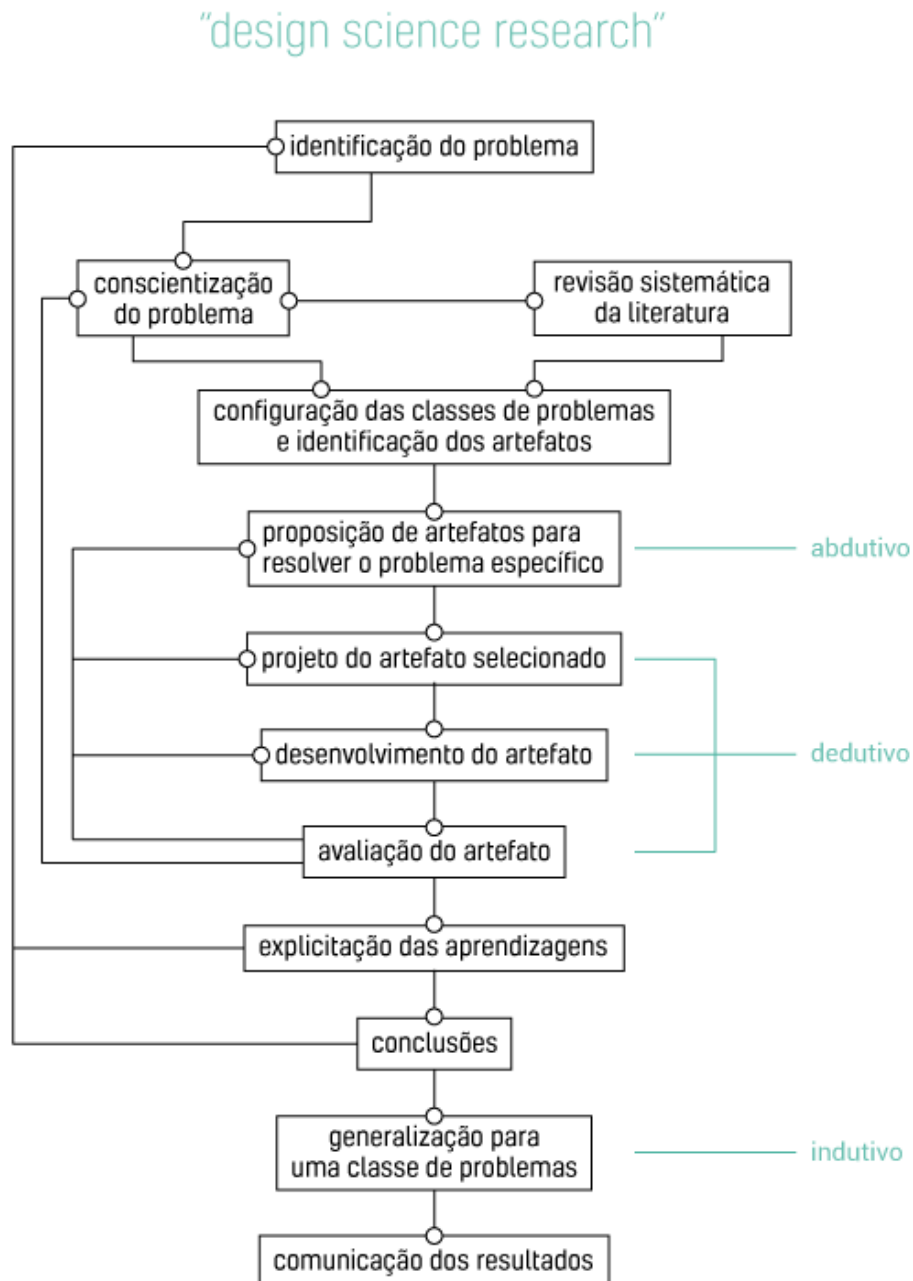 “design science research”
identificação do problema
conscientização
do problema
revisão sistemática
da literatura
configuração das classes de problemas
e identificação dos artefatos
proposição de artefatos para
resolver o problema específico
abdutivo
projeto do artefato selecionado
desenvolvimento do artefato
dedutivo
avaliação do artefato
explicitação das aprendizagens
conclusões
generalização para
uma classe de problemas
indutivo
comunicação dos resultados